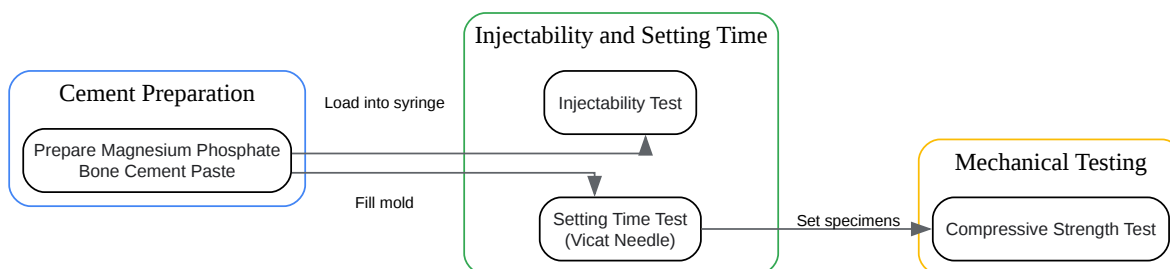 Cement Preparation
Prepare Magnesium Phosphate
Bone Cement Paste
Load into syringe
Fill mold
Injectability and Setting Time
Injectability Test
Setting Time Test
(Vicat Needle)
Set specimens
Mechanical Testing
Compressive Strength Test